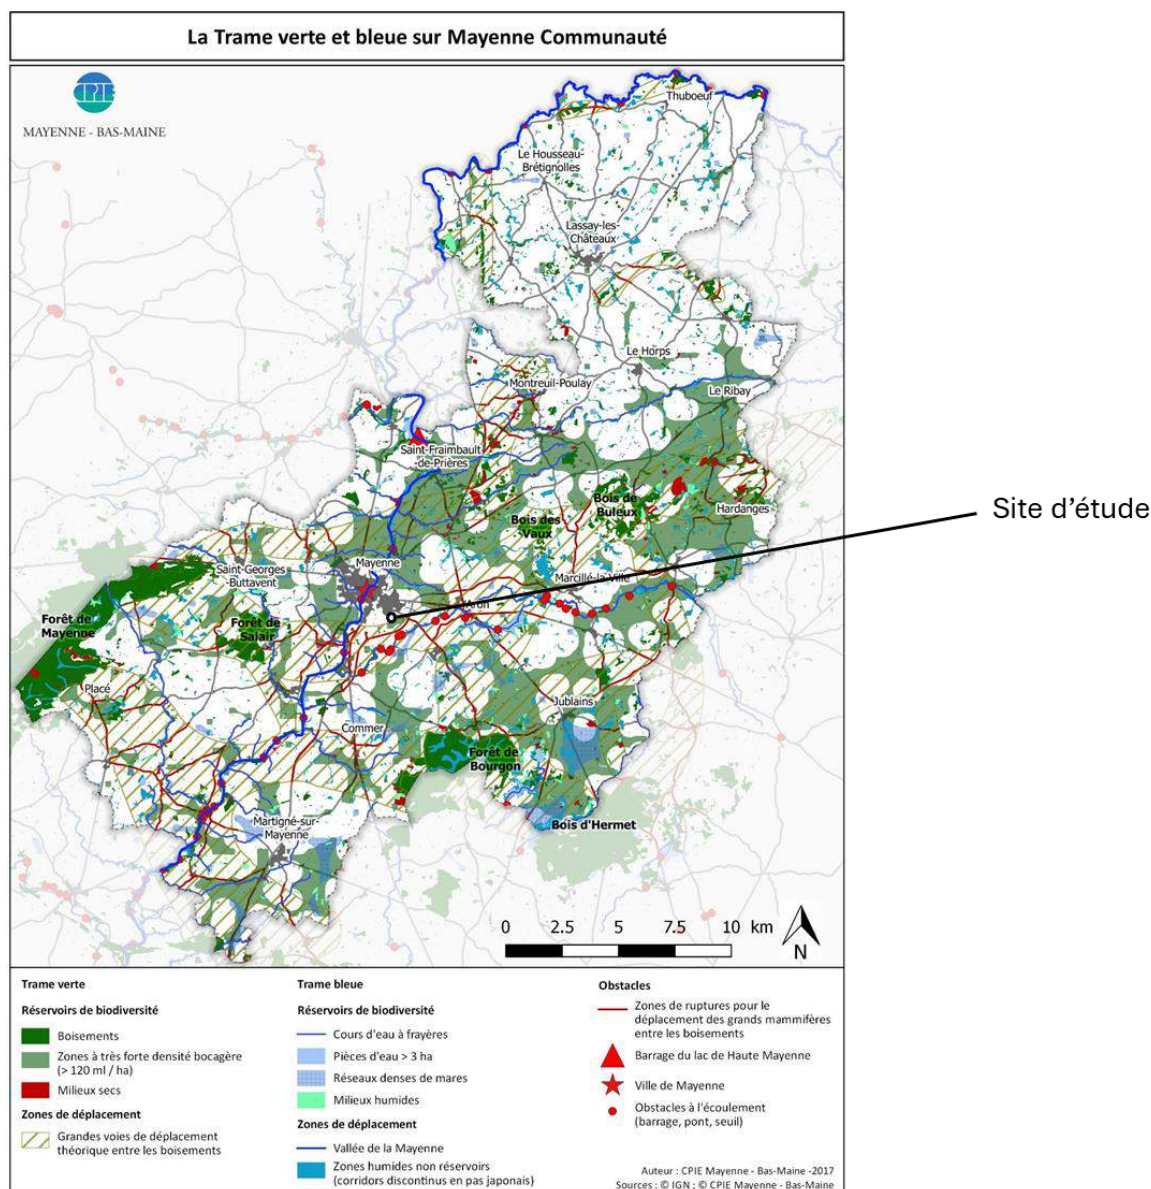 La Trame verte et bleue sur Mayenne Communauté
CPIE
MAYENNE - BAS-MAINE
Thuboeuf
Le Housseau-
Brétignolles
Lassay-les-
Châteaux
Le Horps
Montreuil-Poulay
Le Ribay
Saint-Fraimbault
-de-Prières
Bois de
Buleux
Hardanges
Bois des
Vaux
Site d'étude
Mayenne
Saint-Georges
-Buttavent
Marcillé-la-Ville
Aron
Forêt de
Mayenne
Forêt de
Salair
Placé
Jublains
Commer
Forêt de
Bourgon
Bois d'Hermet
Martigné-sur-
Mayenne
0 2.5 5 7.5 10 km
N
Trame verte
Réservoirs de biodiversité
Boisements
Zones à très forte densité bocagère
(> 120 ml / ha)
Milieux secs
Zones de déplacement
Grandes voies de déplacement
théorique entre les boisements
Trame bleue
Réservoirs de biodiversité
Cours d'eau à frayères
Pièces d'eau > 3 ha
Réseaux denses de mares
Milieux humides
Zones de déplacement
Vallée de la Mayenne
Zones humides non réservoirs
(corridors discontinus en pas japonais)
Obstacles
Zones de ruptures pour le
déplacement des grands mammifères
entre les boisements
Barrage du lac de Haute Mayenne
Ville de Mayenne
Obstacles à l'écoulement
(barrage, pont, seuil)
Auteur : CPIE Mayenne - Bas-Maine -2017
Sources : © IGN ; © CPIE Mayenne - Bas-Maine